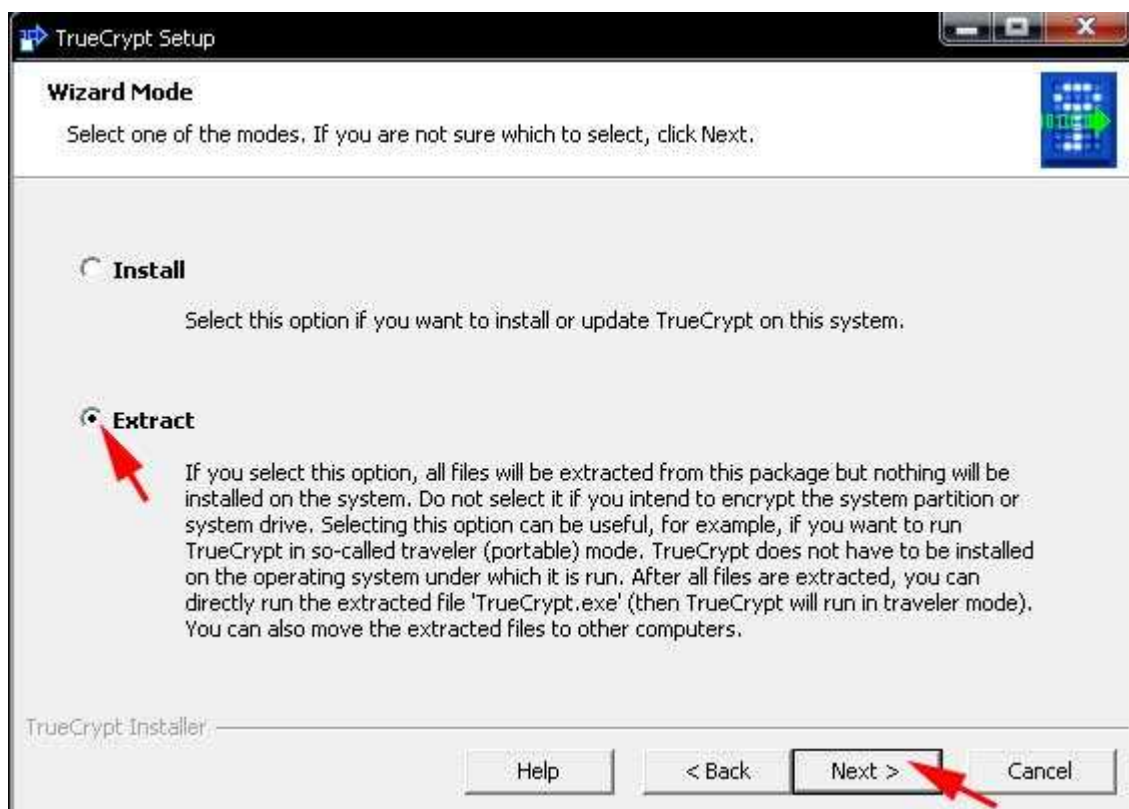 TrueCrypt Setup
Wizard Mode
Select one of the modes. If you are not sure which to select, click Next.
Install
Select this option if you want to install or update TrueCrypt on this system.
Extract
If you select this option, all files will be extracted from this package but nothing will be
installed on the system. Do not select it if you intend to encrypt the system partition or
system drive. Selecting this option can be useful, for example, if you want to run
TrueCrypt in so-called traveler (portable) mode. TrueCrypt does not have to be installed
on the operating system under which it is run. After all files are extracted, you can
directly run the extracted file 'TrueCrypt.exe' (then TrueCrypt will run in traveler mode).
You can also move the extracted files to other computers.
TrueCrypt Installer
Help < Back Next > Cancel